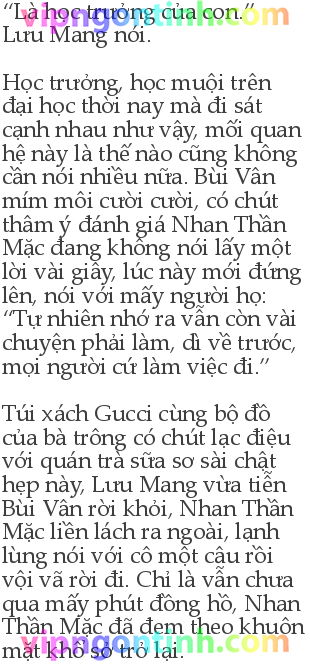 vipngontinh.com
“Là học trưởng của con.”
Lưu Mang nói.
Học trưởng, học muội trên
đại học thời nay mà đi sát
cạnh nhau như vậy, mối quan
hệ này là thế nào cũng không
cần nói nhiều nữa. Bùi Vân
mím môi cười cười, có chút
thâm ý đánh giá Nhan Thần
Mặc đang không nói lấy một
lời vài giây, lúc này mới đứng
lên, nói với mấy người họ:
“Tự nhiên nhớ ra vẫn còn vài
chuyện phải làm, dì về trước,
mọi người cứ làm việc đi.”
Túi xách Gucci cùng bộ đồ
của bà trông có chút lạc điệu
với quán trà sữa sơ sài chật
hẹp này, Lưu Mang vừa tiễn
Bùi Vân rời khỏi, Nhan Thần
Mặc liền lách ra ngoài, lạnh
lùng nói với cô một câu rồi
vội vã rời đi. Chỉ là vẫn chưa
qua mấy phút đồng hồ, Nhan
Thần Mặc đã đem theo khuôn
mặt khổ sở trở lại.
vipngontinh.com